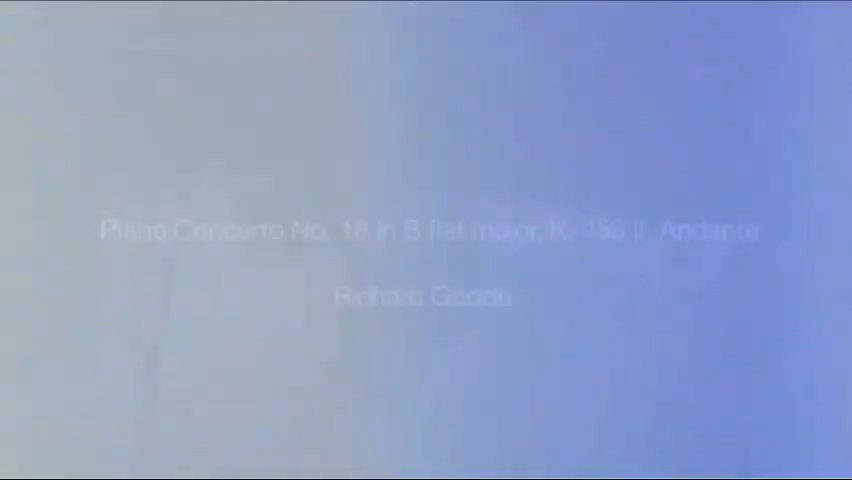 Piano Concerto No. 18 in B flat major, K. 456 II. Andante
Richard Goode